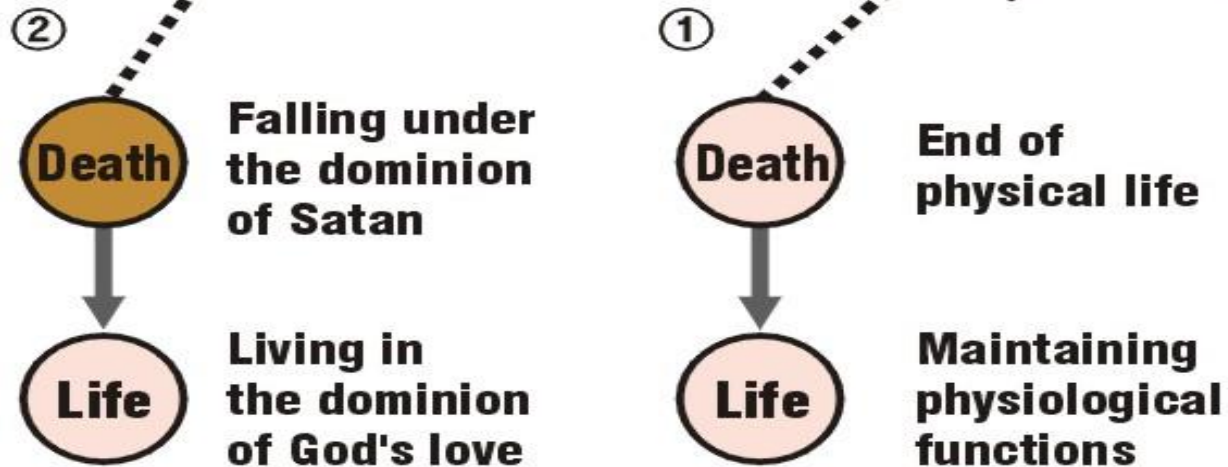 ②
Death
Falling under
the dominion
of Satan
Life
Living in
the dominion
of God's love
①
Death
End of
physical life
Life
Maintaining
physiological
functions